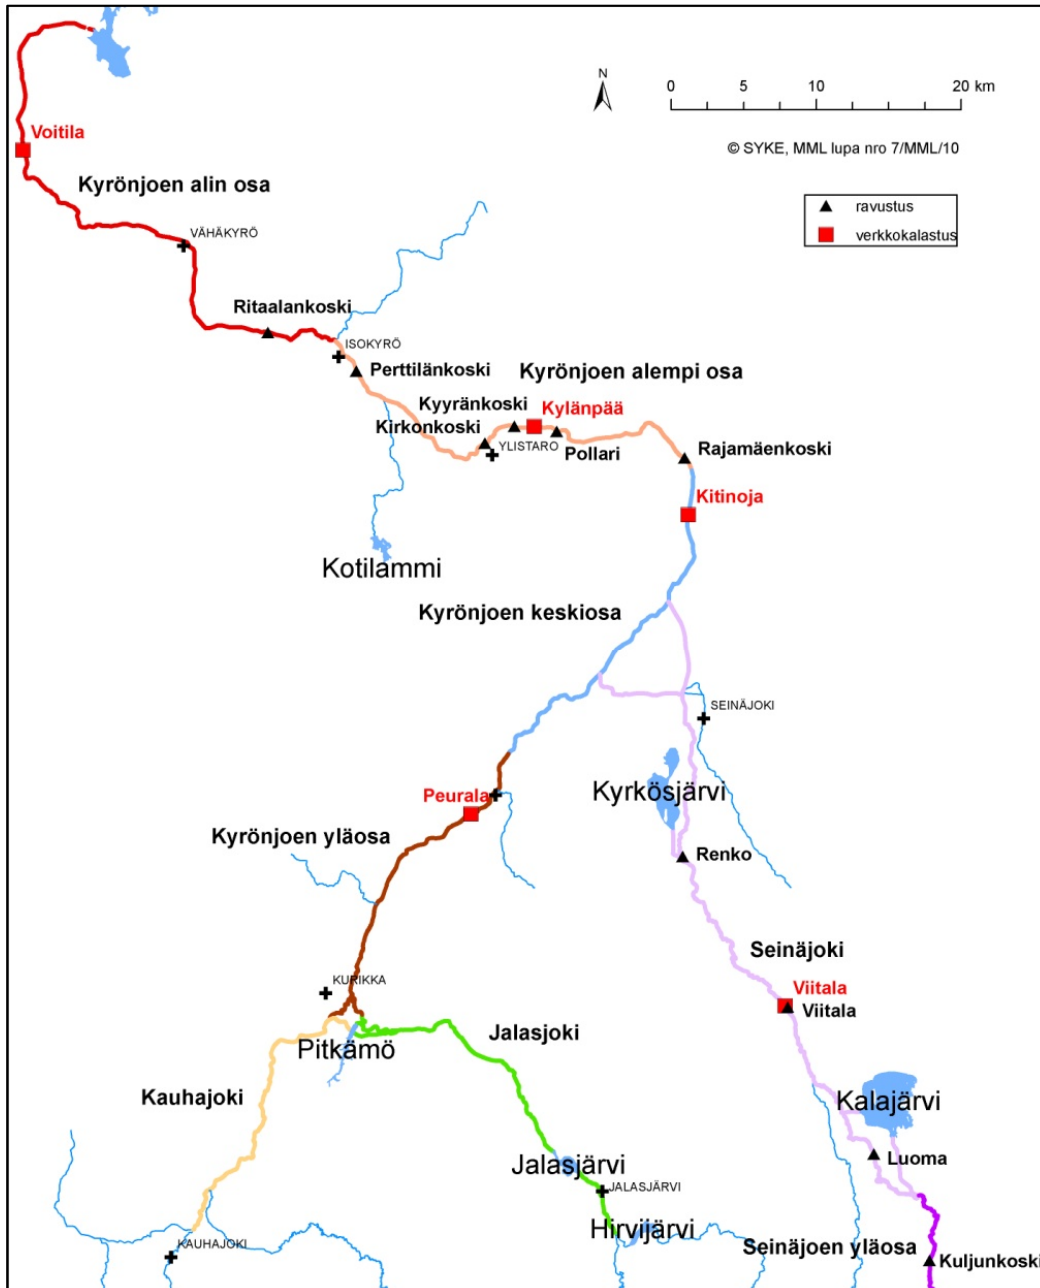 N
0 5 10 20 km
© SYKE, MML lupa nro 7/MML/10
ravustus
verkkokalastus
Voitila
Kyrönjoen alin osa
VÄHÄKYRÖ
Ritaalankoski
ISOKYRÖ
Perttilänkoski
Kyrönjoen alempi osa
Kyyränkoski
Kylänpää
Kirkonkoski
YLISTARO
Pollari
Rajamäenkoski
Kitinoja
Kotilammi
Kyrönjoen keskiosa
SEINÄJOKI
Kyrkösjärvi
Peurala
Kyrönjoen yläosa
Renko
Seinäjoki
KURIKKA
Viitala
Viitala
Jalasjoki
Pitkämö
Kauhajoki
Kalajärvi
Luoma
Jalasjärvi
JALASJÄRVI
Hirvijärvi
KAUHAJOKI
Seinäjoen yläosa
Kuljunkoski